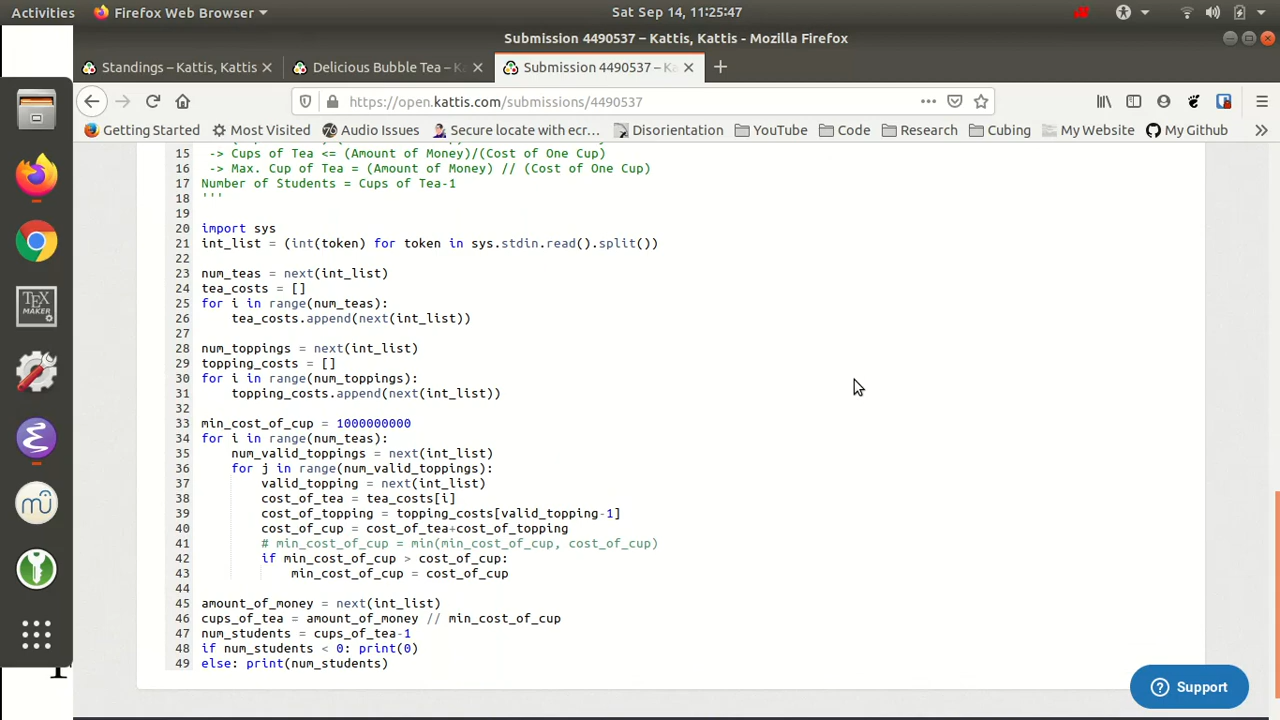 Activities Firefox Web Browser Sat Sep 14, 11:25:47
Submission 4490537 – Kattis, Kattis - Mozilla Firefox
Standings – Kattis, Kattis Delicious Bubble Tea – Ka Submission 4490537 – Ka
https://open.kattis.com/submissions/4490537
Getting Started Most Visited Audio Issues Secure locate with ecr... Disorientation YouTube Code Research Cubing My Website My Github
15 -> Cups of Tea <= (Amount of Money)/(Cost of One Cup)
16 -> Max. Cup of Tea = (Amount of Money) // (Cost of One Cup)
17 Number of Students = Cups of Tea-1
18 '''
19
20 import sys
21 int_list = (int(token) for token in sys.stdin.read().split())
22
23 num_teas = next(int_list)
24 tea_costs = []
25 for i in range(num_teas):
26 tea_costs.append(next(int_list))
27
28 num_toppings = next(int_list)
29 topping_costs = []
30 for i in range(num_toppings):
31 topping_costs.append(next(int_list))
32
33 min_cost_of_cup = 1000000000
34 for i in range(num_teas):
35 num_valid_toppings = next(int_list)
36 for j in range(num_valid_toppings):
37 valid_topping = next(int_list)
38 cost_of_tea = tea_costs[i]
39 cost_of_topping = topping_costs[valid_topping-1]
40 cost_of_cup = cost_of_tea+cost_of_topping
41 # min_cost_of_cup = min(min_cost_of_cup, cost_of_cup)
42 if min_cost_of_cup > cost_of_cup:
43 min_cost_of_cup = cost_of_cup
44
45 amount_of_money = next(int_list)
46 cups_of_tea = amount_of_money // min_cost_of_cup
47 num_students = cups_of_tea-1
48 if num_students < 0: print(0)
49 else: print(num_students)
TEX
MAKER
Support